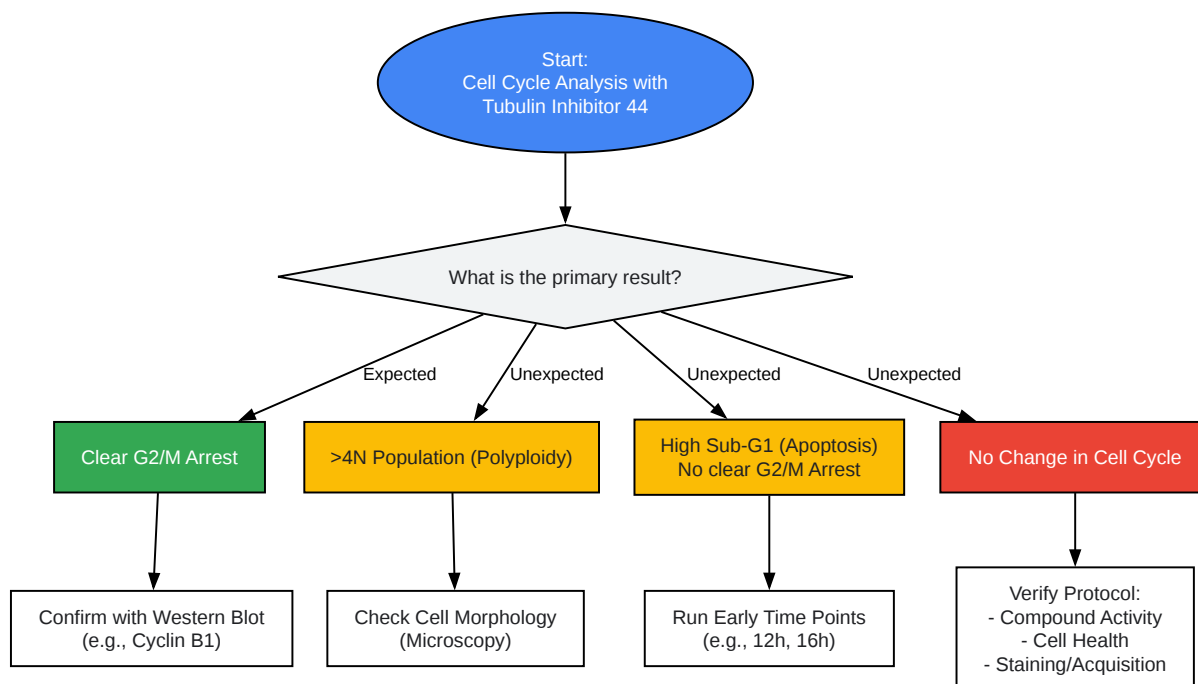 Start:
Cell Cycle Analysis with
Tubulin Inhibitor 44
What is the primary result?
Expected
Unexpected
Unexpected
Unexpected
Clear G2/M Arrest
>4N Population (Polyploidy)
High Sub-G1 (Apoptosis)
No clear G2/M Arrest
No Change in Cell Cycle
Confirm with Western Blot
(e.g., Cyclin B1)
Check Cell Morphology
(Microscopy)
Run Early Time Points
(e.g., 12h, 16h)
Verify Protocol:
- Compound Activity
- Cell Health
- Staining/Acquisition